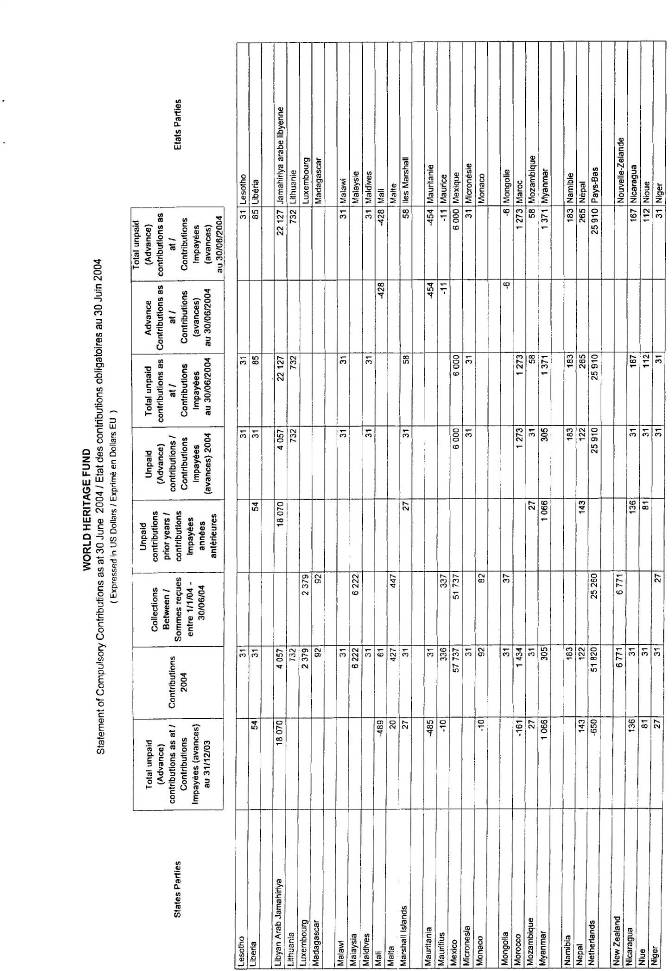 WORLD HERITAGE FUND
Statement of Compulsory Contributions as at 30 June 2004 / Etat des contributions obligatoires au 30 Juin 2004
( Expressed in US Dollars / Exprimé en Dollars EU )
States Parties
Total unpaid
(Advance)
contributions as at /
Contributions
Impayées (avances)
au 31/12/03
Contributions
2004
Collections
Between /
Sommes reçues
entre 1/1/04 -
30/06/04
Unpaid
contributions
prior years /
contributions
Impayées
années
antérieures
Unpaid
(Advance)
contributions /
Contributions
Impayées
(avances) 2004
Total unpaid
contributions as
at /
Contributions
Impayées
au 30/06/2004
Advance
Contributions as
at /
Contributions
(avances)
au 30/06/2004
Total unpaid
(Advance)
contributions as
at /
Contributions
Impayées
(avances)
au 30/06/2004
Etats Parties
Lesotho 31 31 31 31 Lesotho
Liberia 54 31 54 31 85 85 Libéria
Libyan Arab Jamahiriya 18 070 4 057 18 070 4 057 22 127 22 127 Jamahiriya arabe libyenne
Lithuania 732 732 732 732 Lithuanie
Luxembourg 2 379 2 379 Luxembourg
Madagascar 92 92 Madagascar
Malawi 31 31 31 31 Malawi
Malaysia 6 222 6 222 Malaysie
Maldives 31 31 31 31 Maldives
Mali -489 61 -428 -428 Mali
Malta 20 427 447 Malte
Marshall Islands 27 31 27 31 58 58 Iles Marshall
Mauritania -485 31 -454 -454 Mauritanie
Mauritius -10 336 337 -11 -11 Maurice
Mexico 57 737 51 737 6 000 6 000 6 000 Mexique
Micronesia 31 31 31 31 Micronésie
Monaco -10 92 82 Monaco
Mongolia 31 37 -6 -6 Mongolie
Morocco -161 1 434 1 273 1 273 1 273 Maroc
Mozambique 27 31 27 31 58 58 Mozambique
Myanmar 1 066 305 1 066 305 1 371 1 371 Myanmar
Namibia 183 183 183 183 Namibie
Nepal 143 122 143 122 265 265 Népal
Netherlands -650 51 820 25 260 25 910 25 910 25 910 Pays-Bas
New Zealand 6 771 6 771 Nouvelle-Zelande
Nicaragua 136 31 136 31 167 167 Nicaragua
Niue 81 31 81 31 112 112 Nioue
Niger 27 31 27 31 31 31 Niger